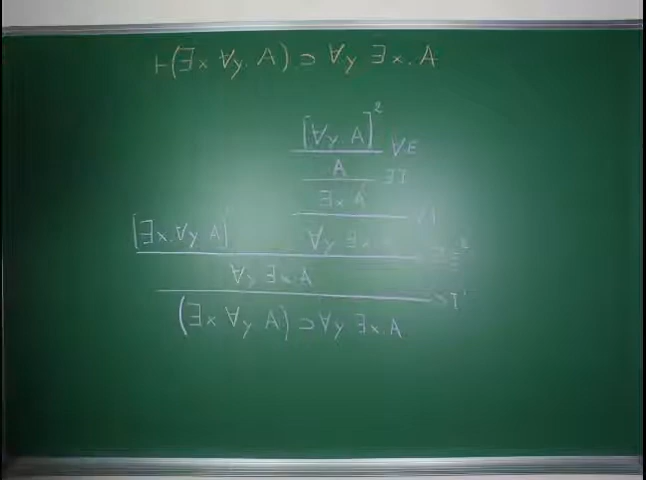 ⊢(∃x ∀y. A) ⊃ ∀y ∃x. A
[∀y. A]²
∀E
A
∃I
∃x A
[∃x. ∀y A]
∀y ∃x
∀y ∃x. A
(∃x ∀y A) ⊃ ∀y ∃x A